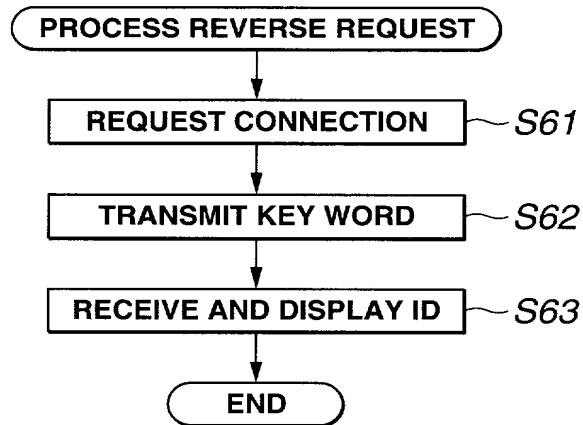 PROCESS REVERSE REQUEST
REQUEST CONNECTION S61
TRANSMIT KEY WORD S62
RECEIVE AND DISPLAY ID S63
END